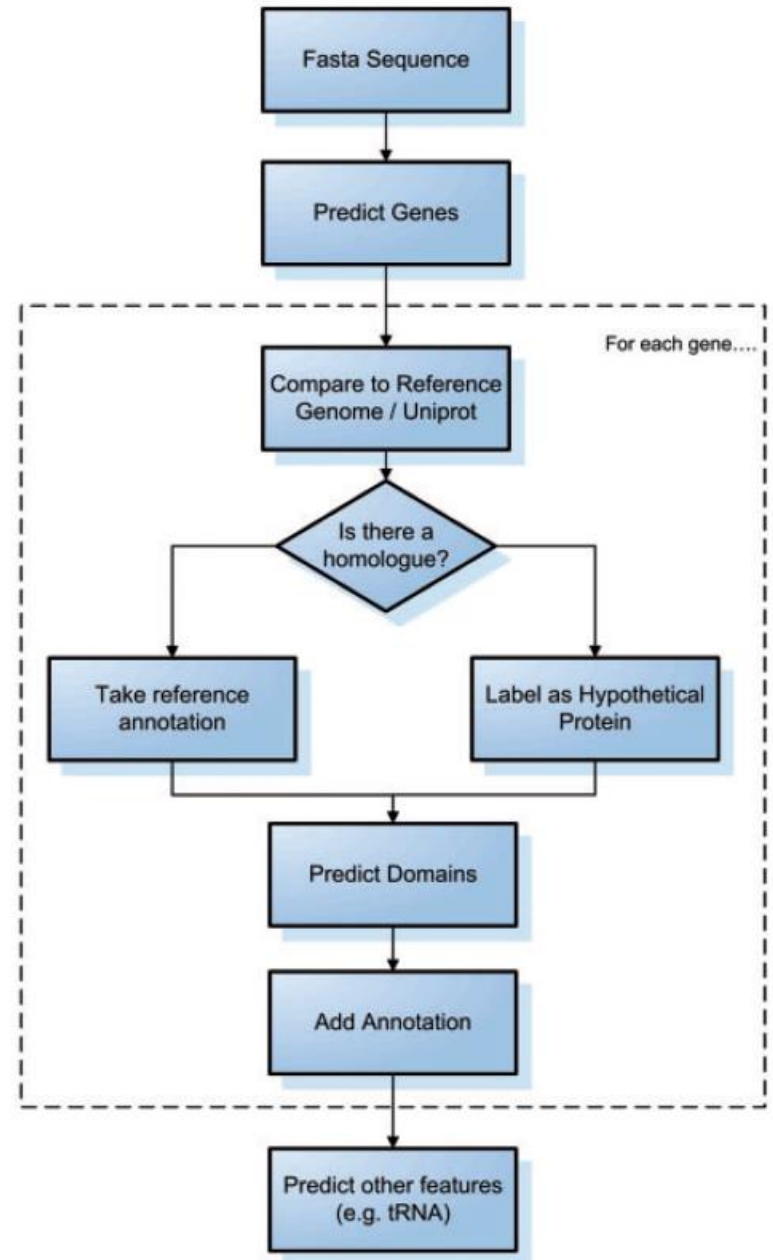 Fasta Sequence
Predict Genes
For each gene....
Compare to Reference
Genome / Uniprot
Is there a
homologue?
Take reference
annotation
Label as Hypothetical
Protein
Predict Domains
Add Annotation
Predict other features
(e.g. tRNA)